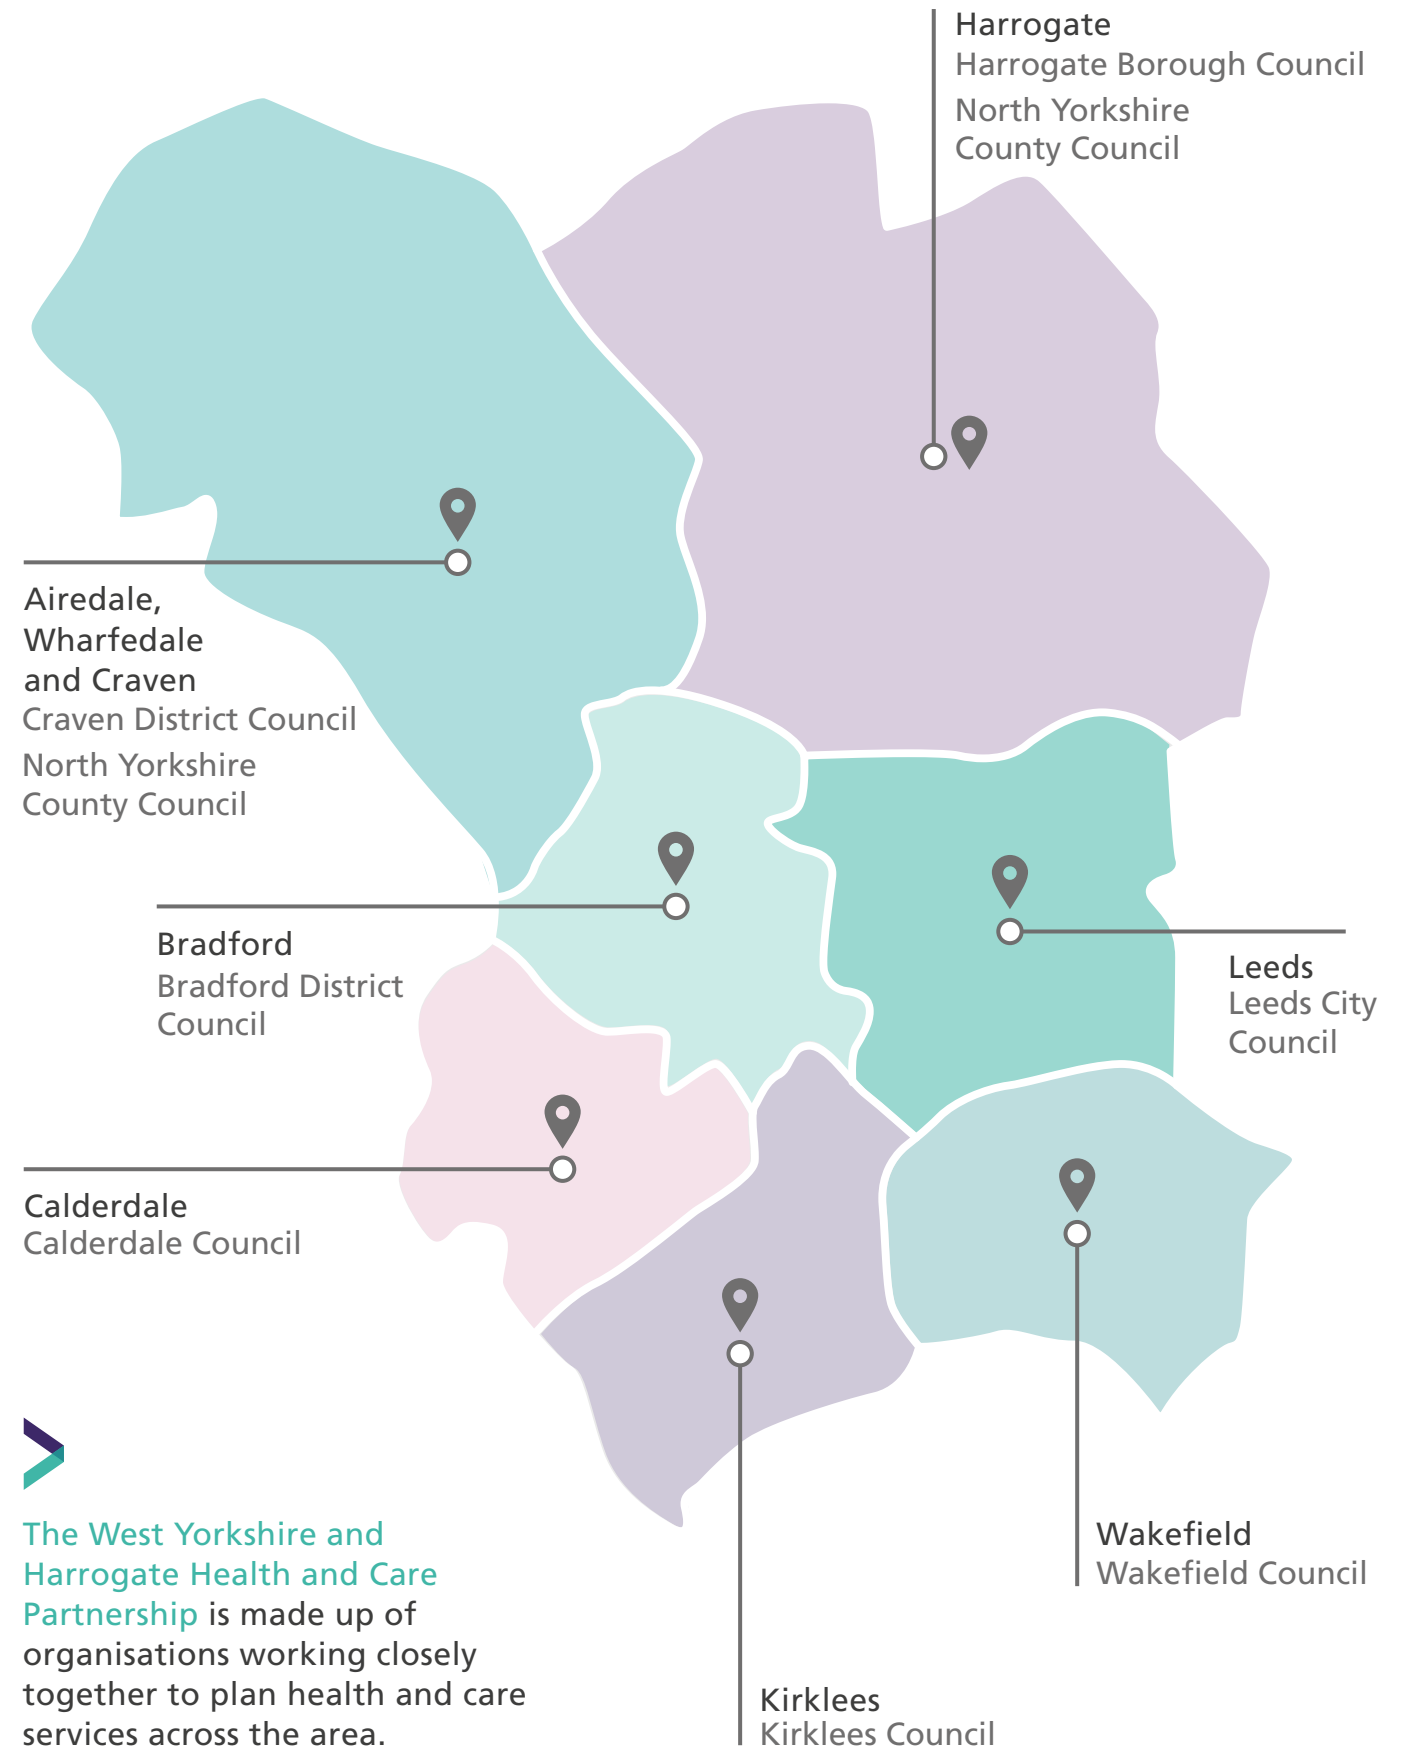 Harrogate
Harrogate Borough Council
North Yorkshire
County Council
Airedale,
Wharfedale
and Craven
Craven District Council
North Yorkshire
County Council
Bradford
Bradford District
Council
Leeds
Leeds City
Council
Calderdale
Calderdale Council
Wakefield
Wakefield Council
Kirklees
Kirklees Council
The West Yorkshire and
Harrogate Health and Care
Partnership is made up of
organisations working closely
together to plan health and care
services across the area.